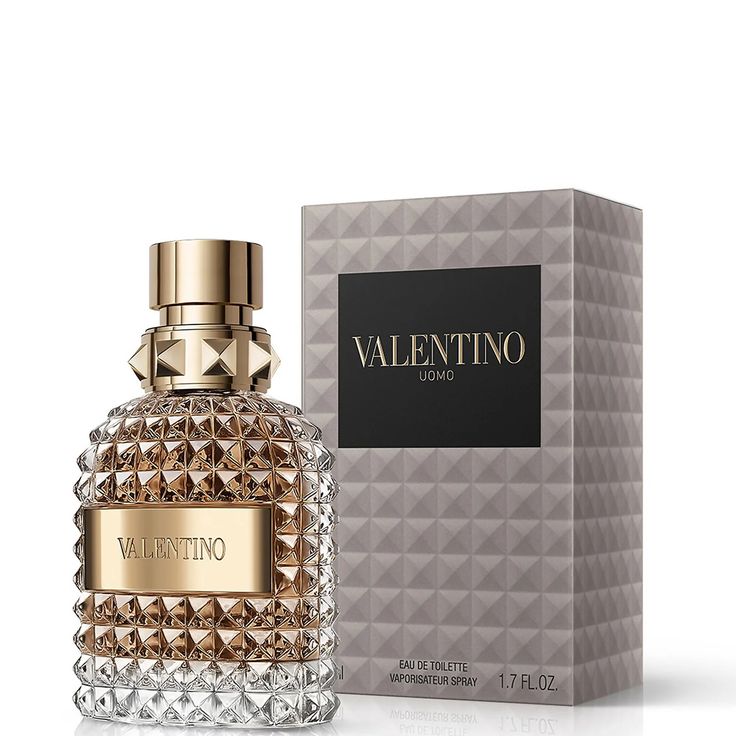 VALENTINO
VALENTINO
UOMO
EAU DE TOILETTE
VAPORISATEUR SPRAY
1.7 FL.OZ.